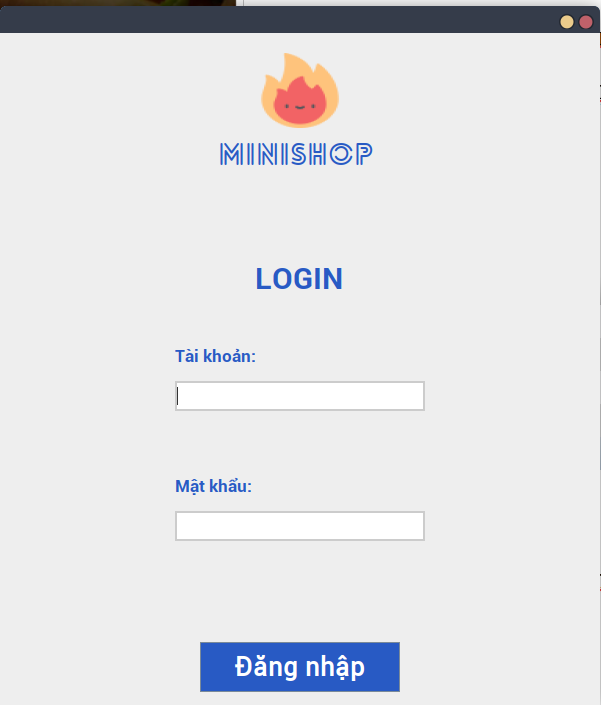 MINISHOP
LOGIN
Tài khoản:
Mật khẩu:
Đăng nhập